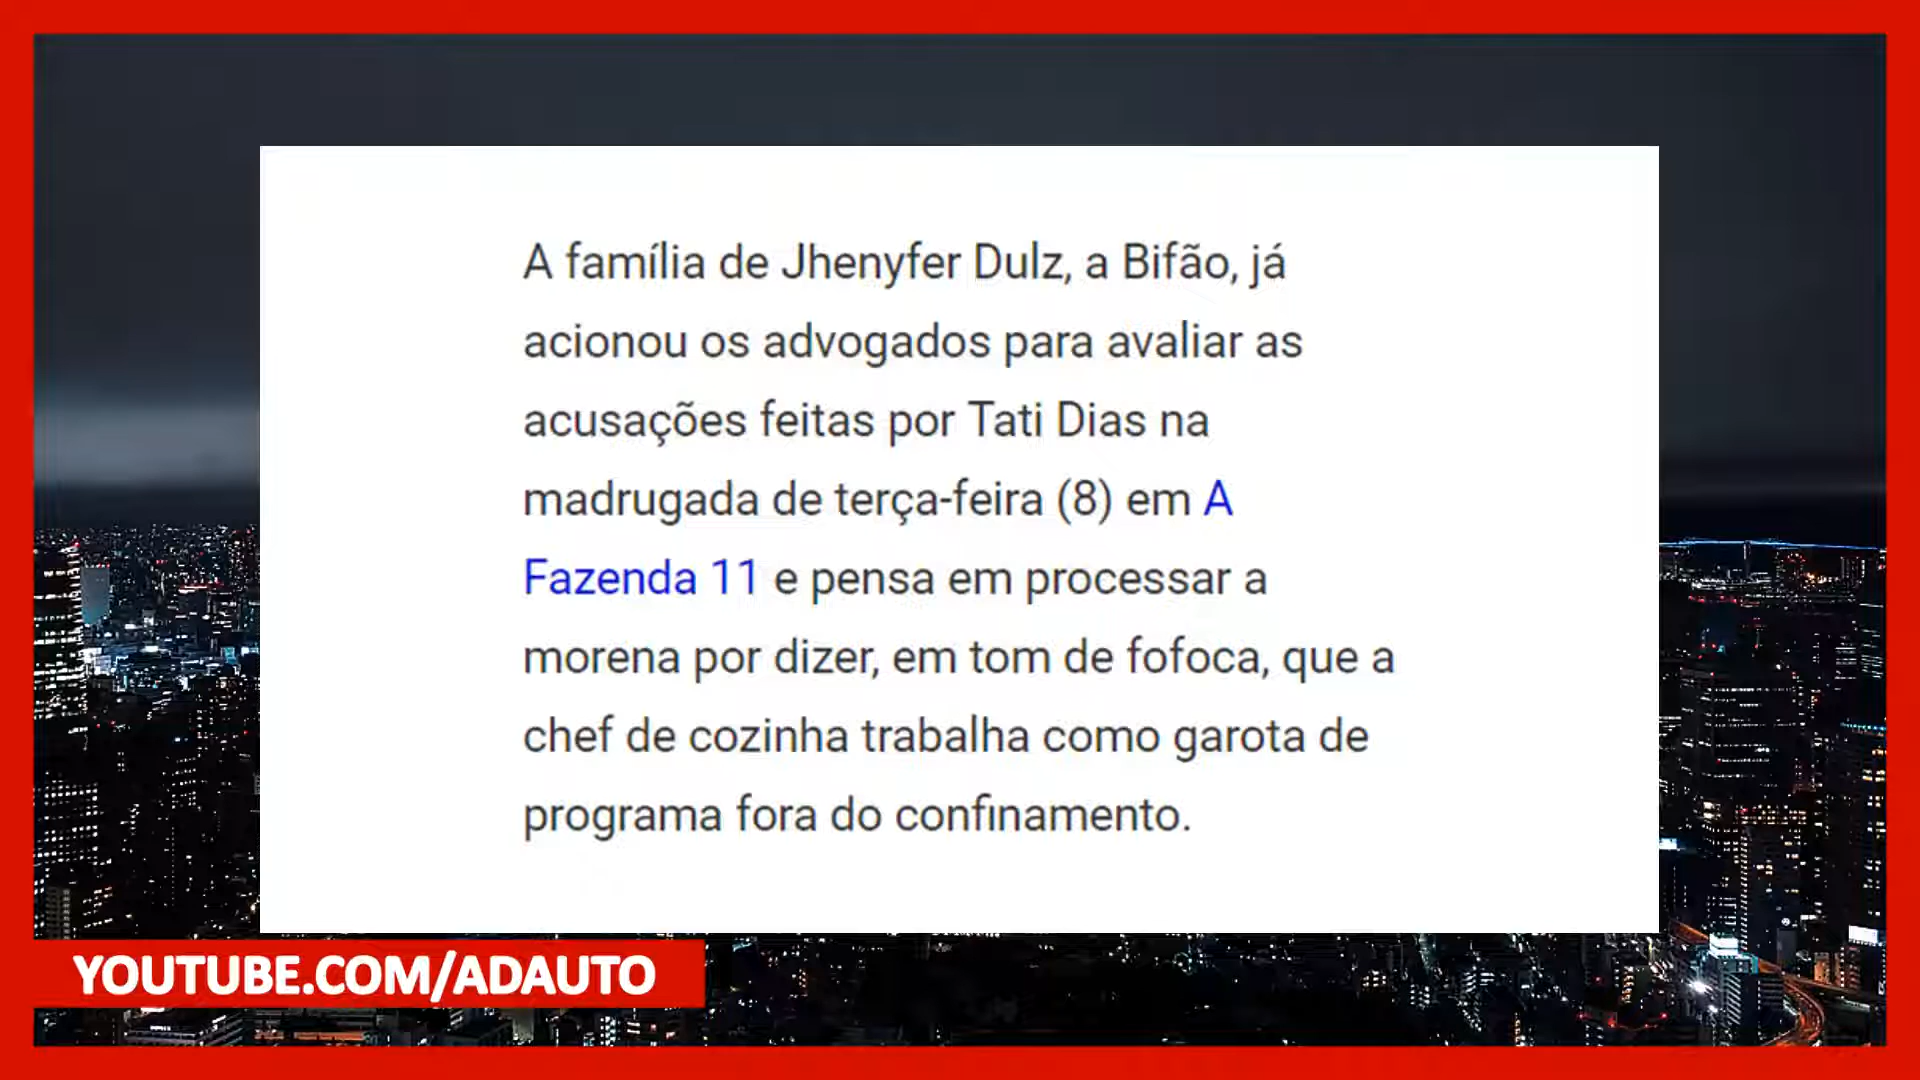 A família de Jhenyfer Dulz, a Bifão, já
acionou os advogados para avaliar as
acusações feitas por Tati Dias na
madrugada de terça-feira (8) em A
Fazenda 11 e pensa em processar a
morena por dizer, em tom de fofoca, que a
chef de cozinha trabalha como garota de
programa fora do confinamento.
YOUTUBE.COM/ADAUTO